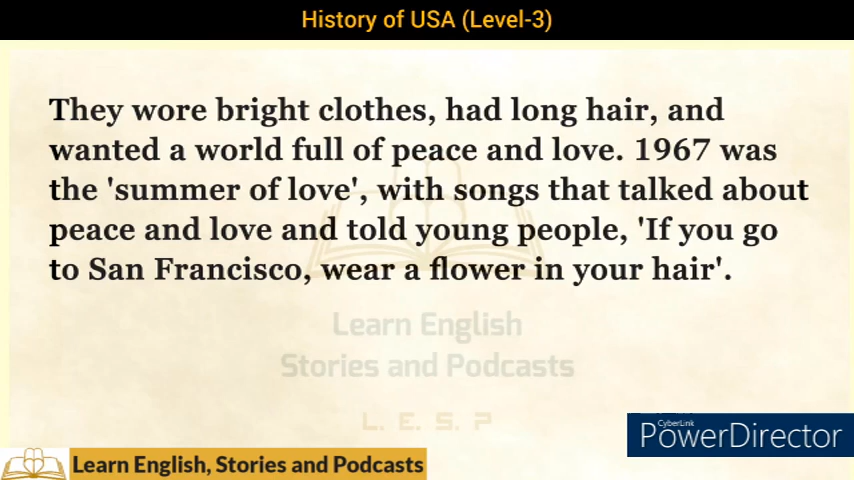 History of USA (Level-3)
They wore bright clothes, had long hair, and
wanted a world full of peace and love. 1967 was
the 'summer of love', with songs that talked about
peace and love and told young people, 'If you go
to San Francisco, wear a flower in your hair'.
Learn English
Stories and Podcasts
L. E. S. P
CyberLink
PowerDirector
Learn English, Stories and Podcasts